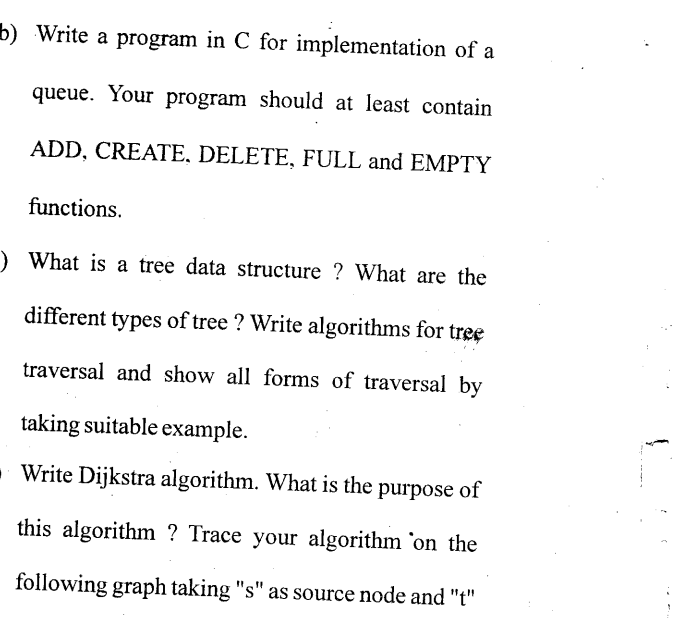 b) Write a program in C for implementation of a
queue. Your program should at least contain
ADD, CREATE, DELETE, FULL and EMPTY
functions.
) What is a tree data structure ? What are the
different types of tree ? Write algorithms for tree
traversal and show all forms of traversal by
taking suitable example.
Write Dijkstra algorithm. What is the purpose of
this algorithm ? Trace your algorithm on the
following graph taking "s" as source node and "t"